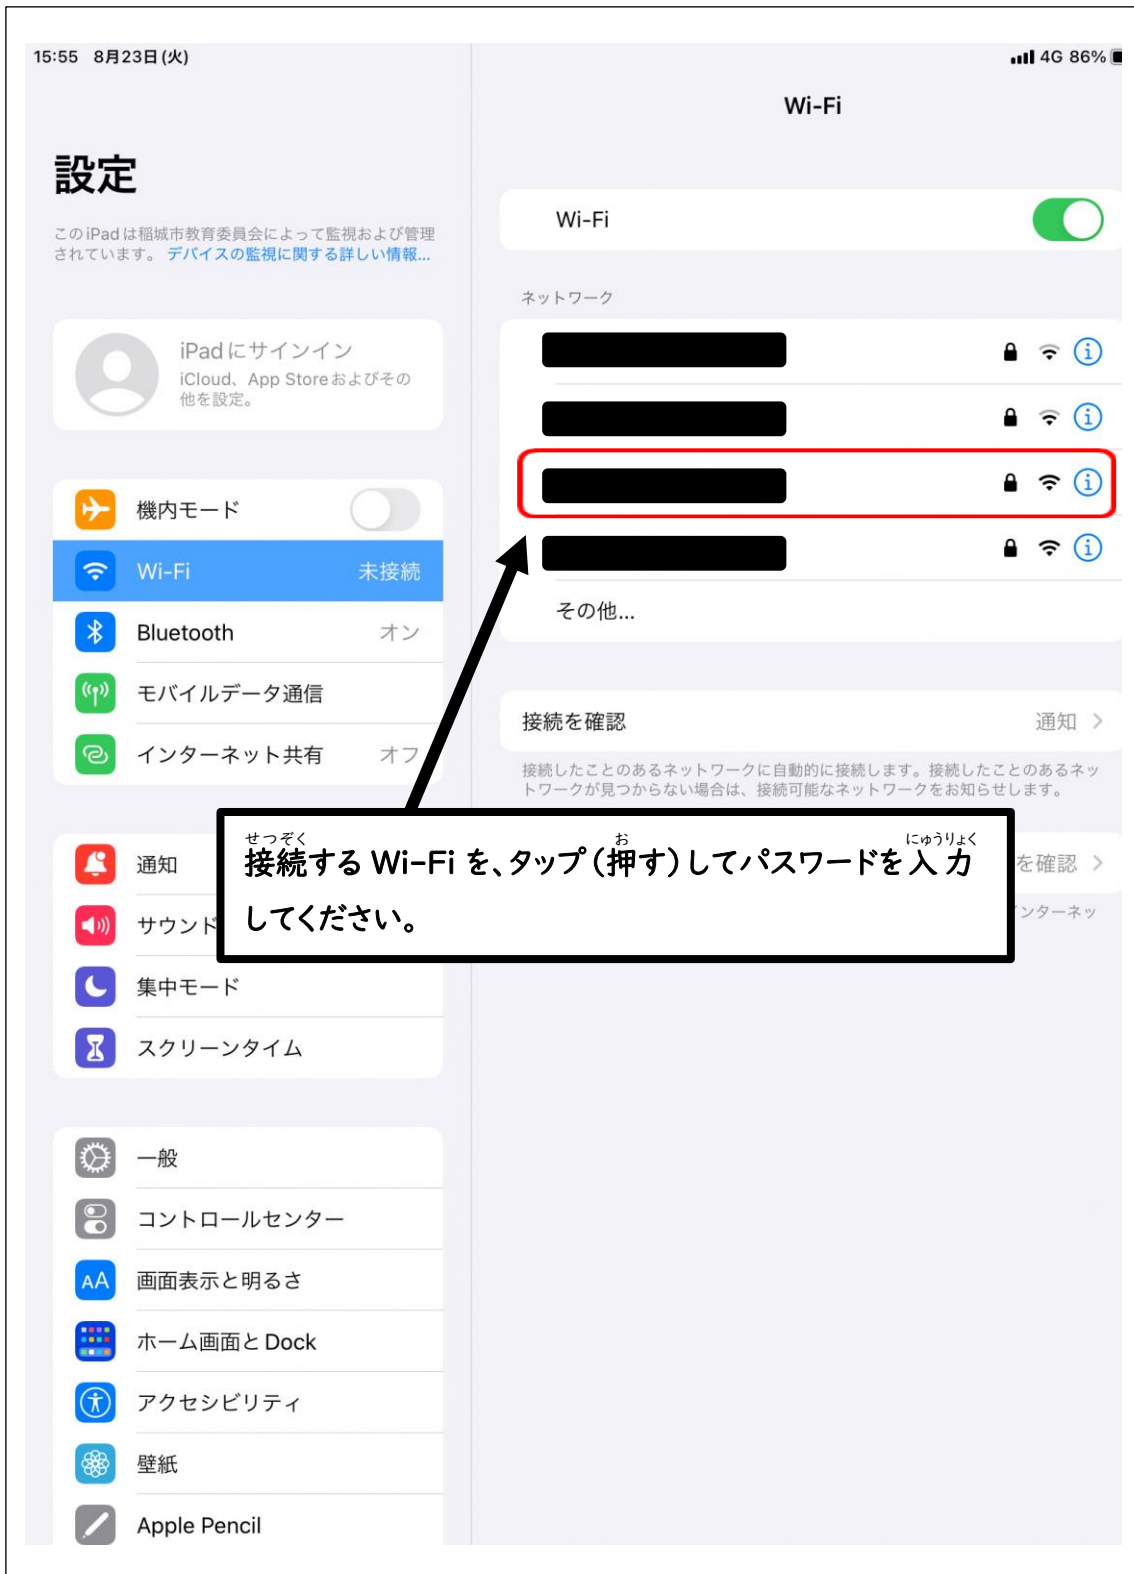 15:55 8月23日(火)
4G 86%
設定
このiPadは稲城市教育委員会によって監視および管理
されています。デバイスの監視に関する詳しい情報...
iPadにサインイン
iCloud、App Storeおよびその
他を設定。
機内モード
Wi-Fi 未接続
Bluetooth オン
モバイルデータ通信
インターネット共有 オフ
通知
サウンド
集中モード
スクリーンタイム
一般
コントロールセンター
AA 画面表示と明るさ
ホーム画面とDock
アクセシビリティ
壁紙
Apple Pencil
Wi-Fi
Wi-Fi
ネットワーク
その他...
接続を確認 通知
接続したことのあるネットワークに自動的に接続します。接続したことのあるネッ
トワークが見つからない場合は、接続可能なネットワークをお知らせします。
を確認
ンターネッ
せつぞく お にゅうりょく
接続する Wi-Fi を、タップ(押す)してパスワードを入力
してください。